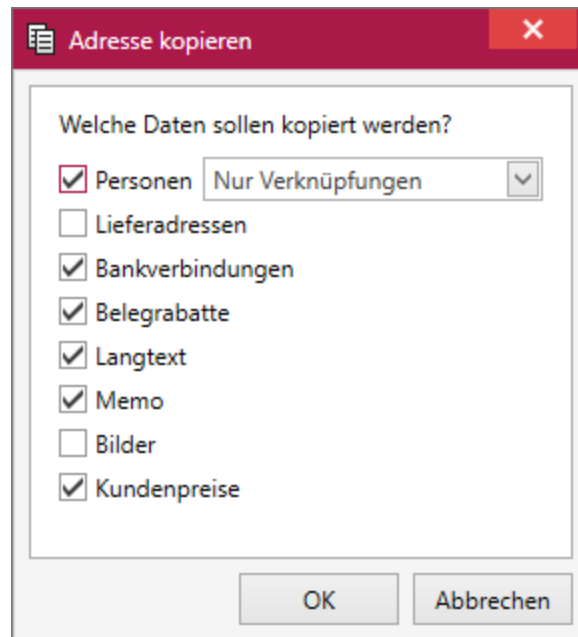 Adresse kopieren
Welche Daten sollen kopiert werden?
Personen Nur Verknüpfungen
Lieferadressen
Bankverbindungen
Belegrabatte
Langtext
Memo
Bilder
Kundenpreise
OK Abbrechen